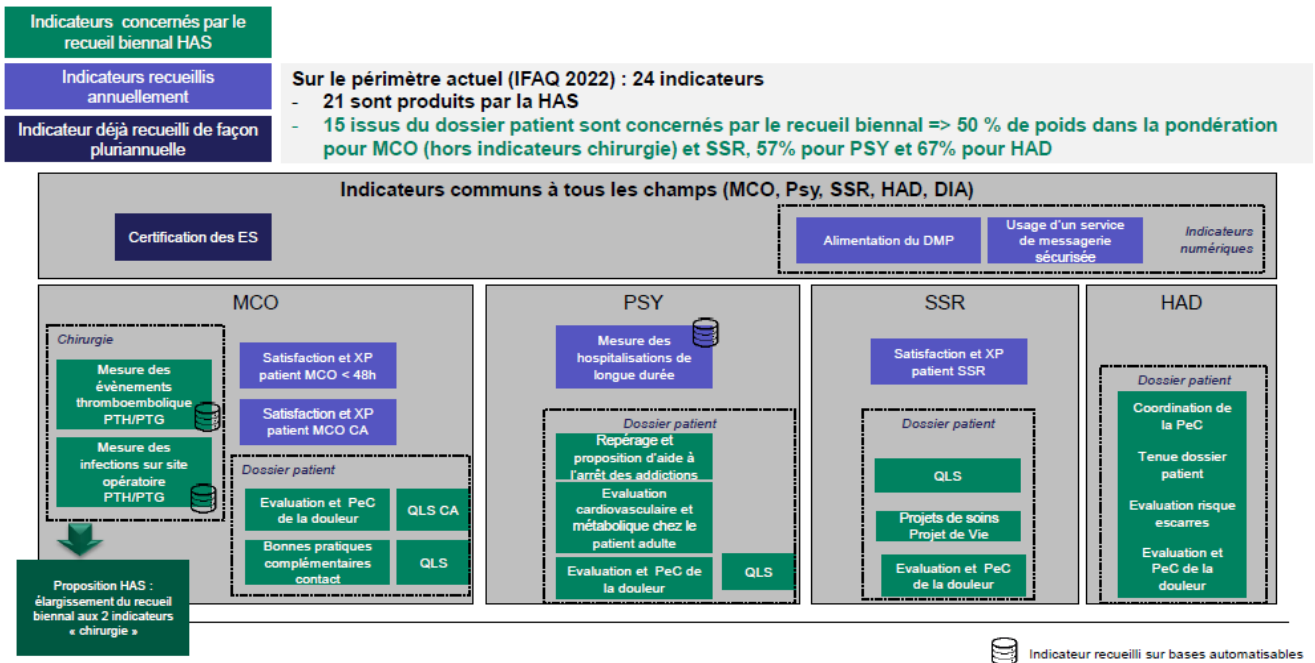 Indicateurs concernés par le
recueil biennal HAS
Indicateurs recueillis
annuellement
Indicateur déjà recueilli de façon
pluriannuelle
Sur le périmètre actuel (IFAQ 2022) : 24 indicateurs
- 21 sont produits par la HAS
- 15 issus du dossier patient sont concernés par le recueil biennal => 50 % de poids dans la pondération
pour MCO (hors indicateurs chirurgie) et SSR, 57% pour PSY et 67% pour HAD
Indicateurs communs à tous les champs (MCO, Psy, SSR, HAD, DIA)
Certification des ES
Alimentation du DMP
Usage d'un service
de messagerie
sécurisée
Indicateurs
numériques
MCO
Chirurgie
Mesure des
évènements
thromboembolique
PTH/PTG
Mesure des
infections sur site
opératoire
PTH/PTG
Satisfaction et XP
patient MCO < 48h
Satisfaction et XP
patient MCO CA
Dossier patient
Evaluation et PeC
de la douleur
QLS CA
Bonnes pratiques
complémentaires
contact
QLS
Proposition HAS :
élargissement du recueil
biennal aux 2 indicateurs
« chirurgie »
PSY
Mesure des
hospitalisations de
longue durée
Dossier patient
Repérage et
proposition d'aide à
l'arrêt des addictions
Evaluation
cardiovasculaire et
métabolique chez le
patient adulte
Evaluation et PeC de
la douleur
QLS
SSR
Satisfaction et XP
patient SSR
Dossier patient
QLS
Projets de soins
Projet de Vie
Evaluation et PeC
de la douleur
HAD
Dossier patient
Coordination de
la PeC
Tenue dossier
patient
Evaluation risque
escarres
Evaluation et
PeC de la
douleur
Indicateur recueilli sur bases automatisables